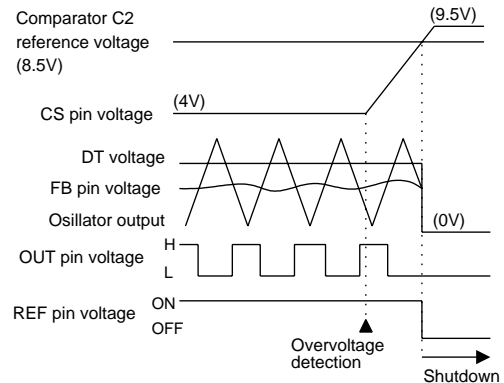 Comparator C2
reference voltage
(8.5V)
(9.5V)
CS pin voltage
(4V)
DT voltage
FB pin voltage
Osillator output
(0V)
OUT pin voltage
H
L
REF pin voltage
ON
OFF
Overvoltage
detection
Shutdown